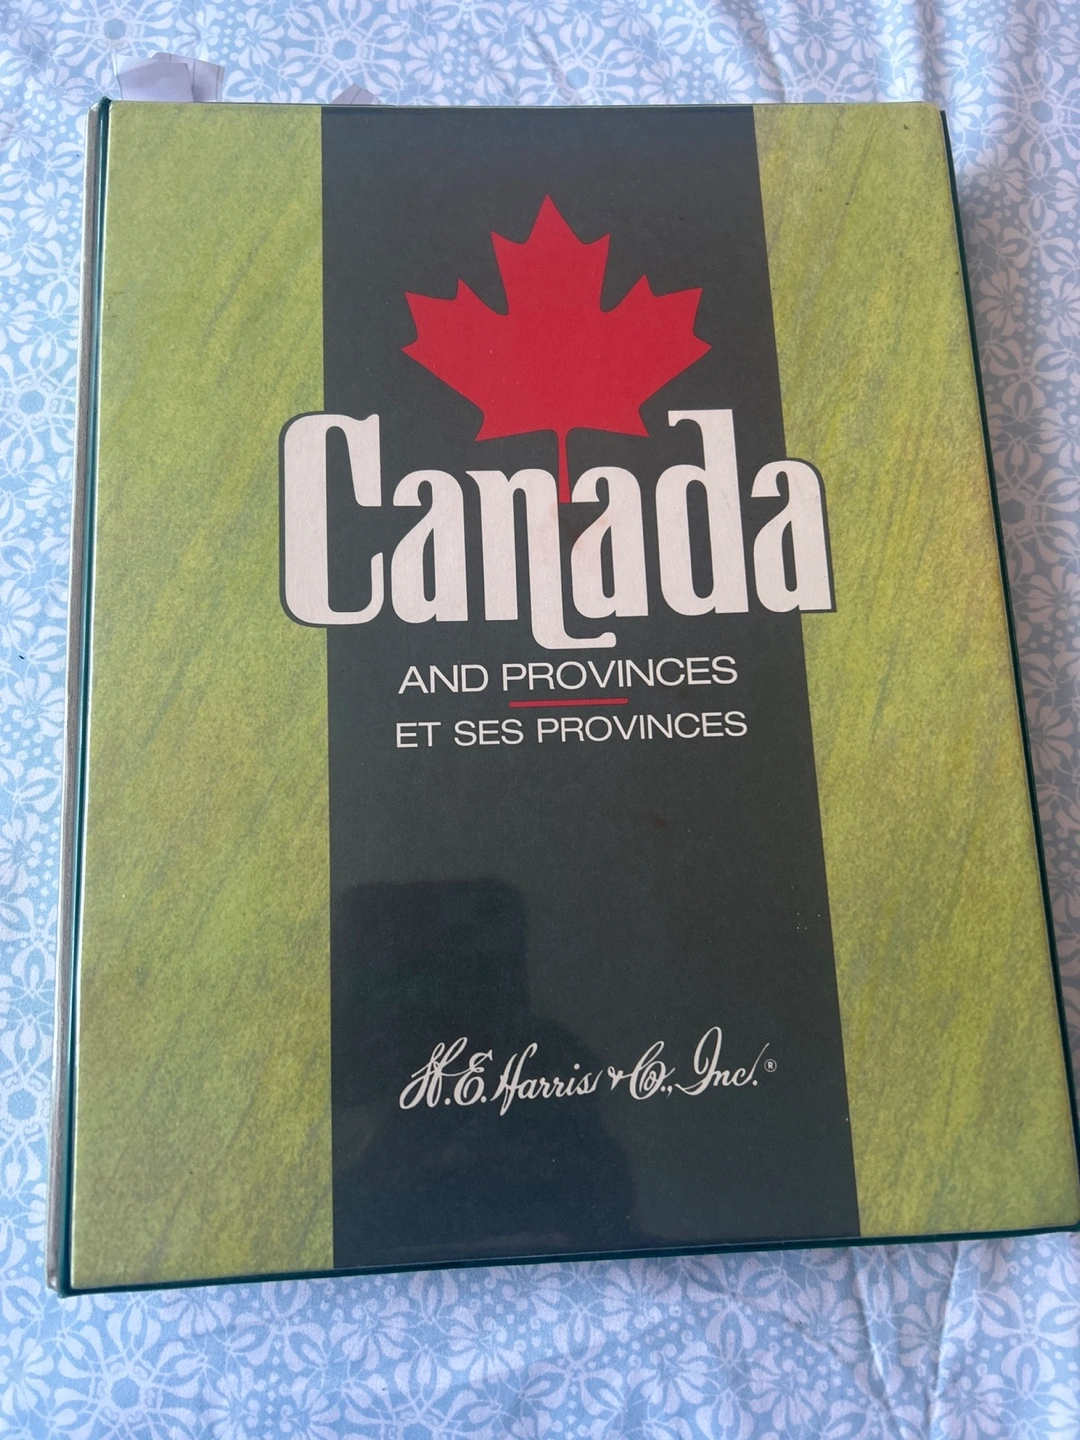 Canada
AND PROVINCES
ET SES PROVINCES
H.E. Harris & Co., Inc.®